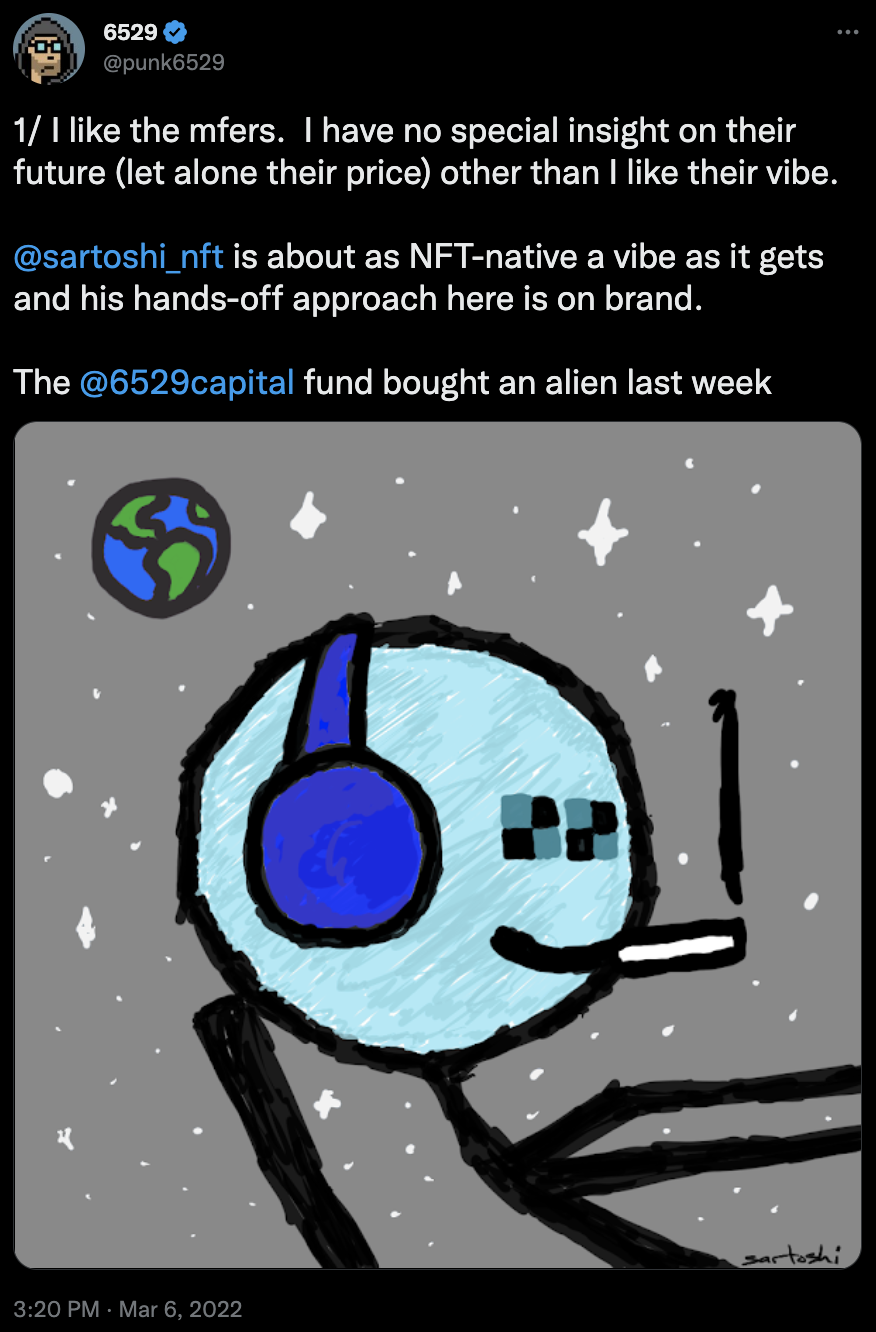 6529
@punk6529
1/ I like the mfers.  I have no special insight on their
future (let alone their price) other than I like their vibe.
@sartoshi_nft is about as NFT-native a vibe as it gets
and his hands-off approach here is on brand.
The @6529capital fund bought an alien last week
sartoshi
3:20 PM · Mar 6, 2022